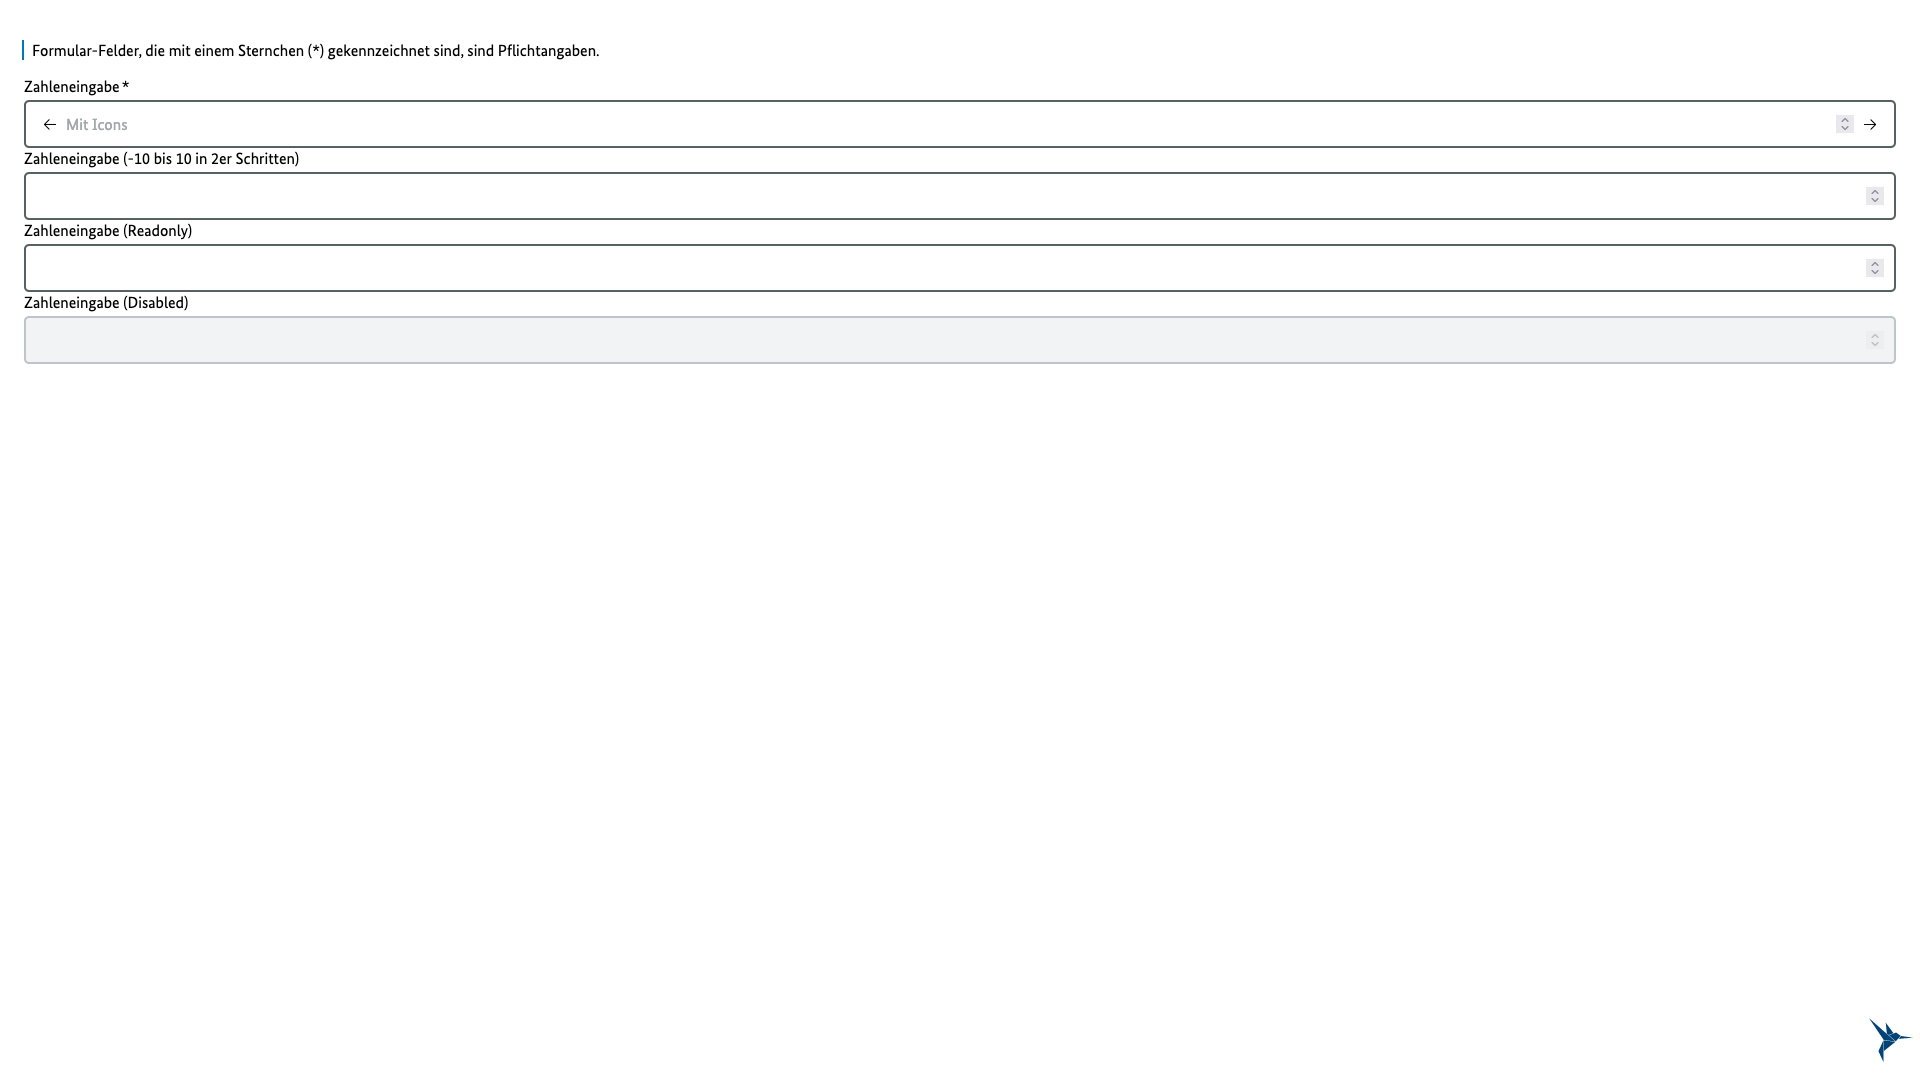 Formular-Felder, die mit einem Sternchen (*) gekennzeichnet sind, sind Pflichtangaben.
Zahleneingabe*
Mit Icons
Zahleneingabe (-10 bis 10 in 2er Schritten)
Zahleneingabe (Readonly)
Zahleneingabe (Disabled)